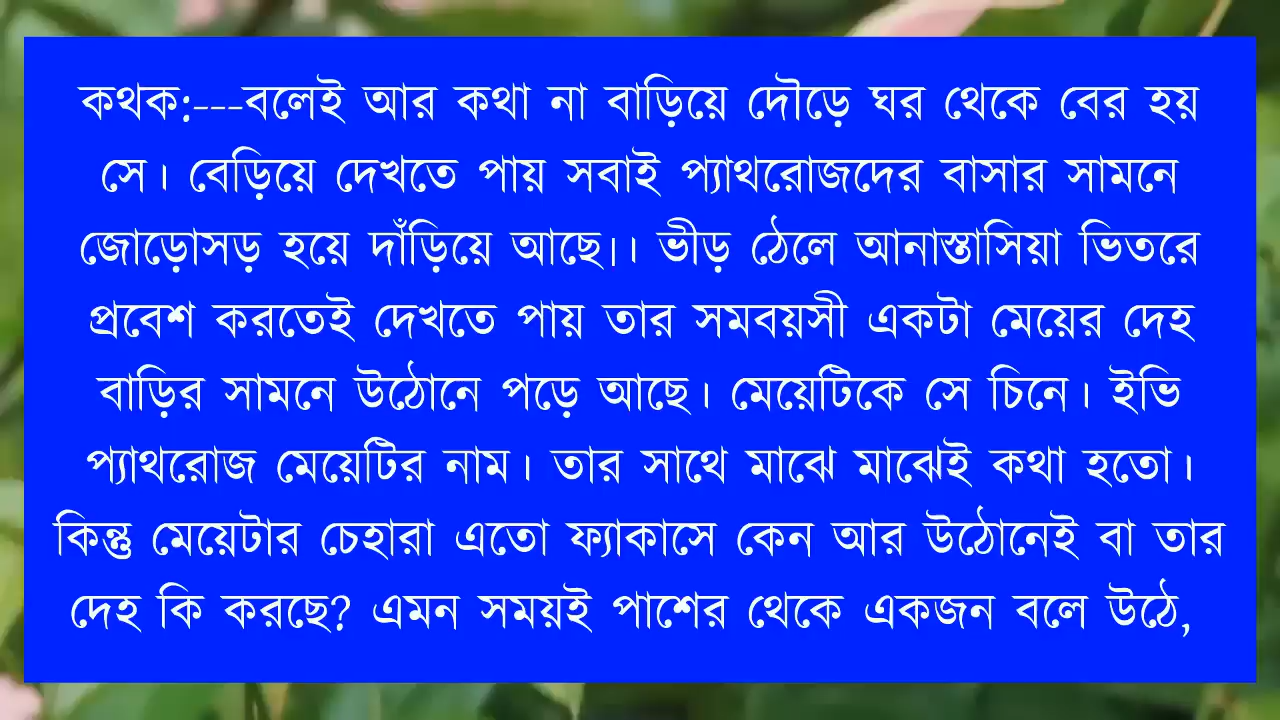 কথক:---বলেই আর কথা না বাড়িয়ে দৌড়ে ঘর থেকে বের হয়
সে। বেড়িয়ে দেখতে পায় সবাই প্যাথরোজদের বাসার সামনে
জোড়োসড় হয়ে দাঁড়িয়ে আছে।। ভীড় ঠেলে আনাস্তাসিয়া ভিতরে
প্রবেশ করতেই দেখতে পায় তার সমবয়সী একটা মেয়ের দেহ
বাড়ির সামনে উঠোনে পড়ে আছে। মেয়েটিকে সে চিনে। ইভি
প্যাথরোজ মেয়েটির নাম। তার সাথে মাঝে মাঝেই কথা হতো।
কিন্তু মেয়েটার চেহারা এতো ফ্যাকাসে কেন আর উঠোনেই বা তার
দেহ কি করছে? এমন সময়ই পাশের থেকে একজন বলে উঠে,